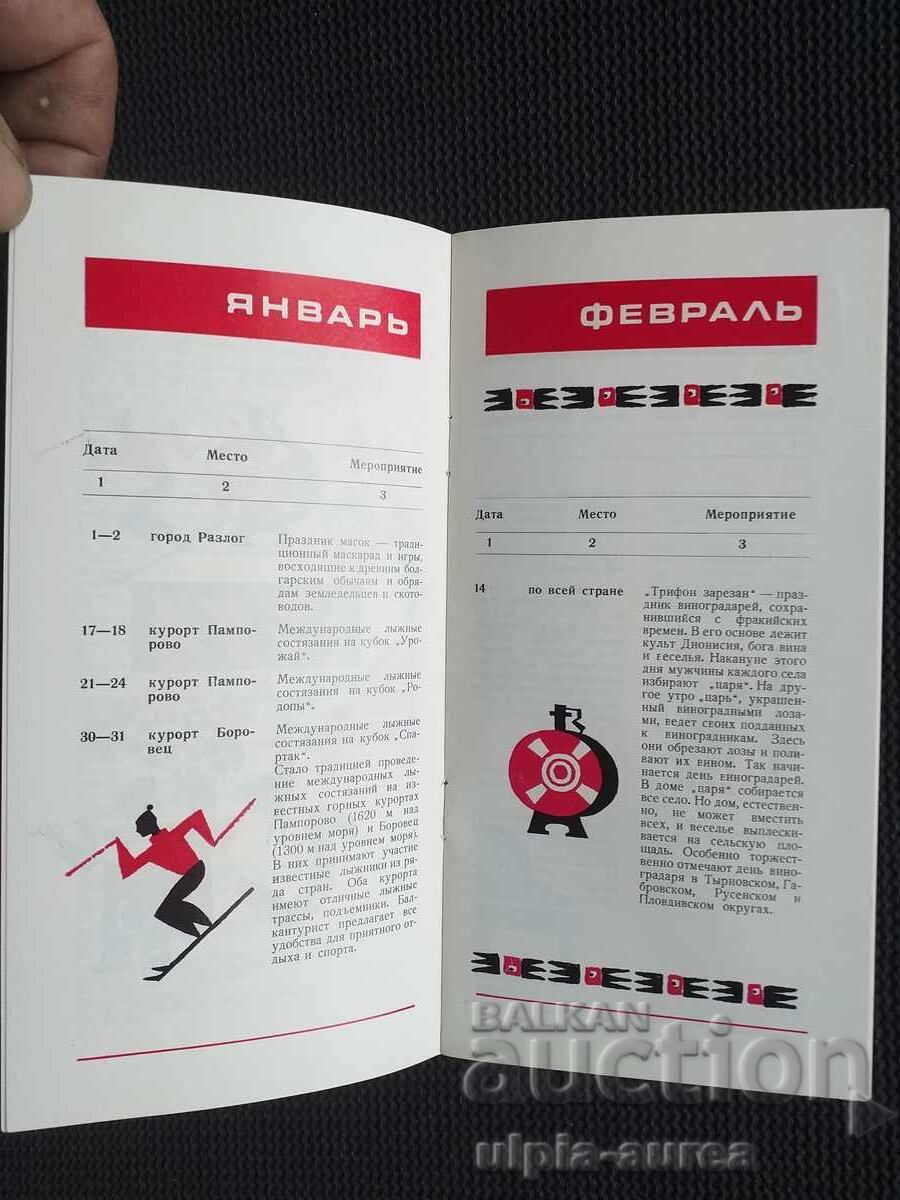 ЯНВАРЬ
Дата Место Мероприятие
1 2 3
1—2 город Разлог Праздник масок — тради-
ционный маскарад и игры,
восходящие к древним бол-
гарским обычаям и обря-
дам земледельцев и ското-
водов.
17—18 курорт Пампо- Международные лыжные
рово состязания на кубок „Уро-
жай“.
21—24 курорт Пампо- Международные лыжные
рово состязания на кубок „Ро-
допы“.
30—31 курорт Боро- Международные лыжные
вец состязания на кубок „Спа-
ртак“.
Стало традицией проведе-
ние международных лы-
жных состязаний на из-
вестных горных курортах
Пампорово (1620 м над
уровнем моря) и Боровец
(1300 м над уровнем моря).
В них принимают участие
известные лыжники из ря-
да стран. Оба курорта
имеют отличные лыжные
трассы, подъемники. Бал-
кантурист предлагает все
удобства для приятного от-
дыха и спорта.
ФЕВРАЛЬ
Дата Место Мероприятие
1 2 3
14 по всей стране „Трифон зарезан“ — праз-
дник виноградарей, сохра-
нившийся с фракийских
времен. В его основе лежит
культ Дионисия, бога вина
и веселья. Накануне этого
дня мужчины каждого села
избирают „царя“. На дру-
гое утро „царь“, украшен-
ный виноградными лоза-
ми, ведет своих подданных
к виноградникам. Здесь
они обрезают лозы и поли-
вают их вином. Так начи-
нается день виноградарей.
В доме „царя“ собирается
все село. Но дом, естествен-
но, не может вместить
всех, и веселье выплески-
вается на сельскую пло-
щадь. Особенно торжест-
венно отмечают день вино-
градаря в Тырновском, Га-
бровском, Русенском и
Пловдивском округах.
BALKAN
auction
ulpia-aurea